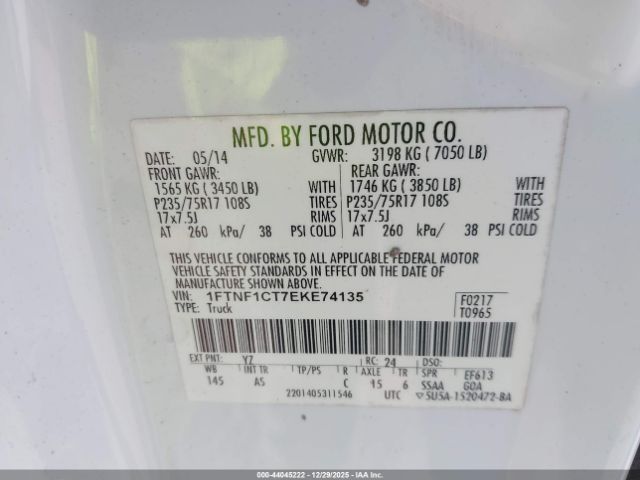 MFD. BY FORD MOTOR CO.
DATE: 05/14 GVWR: 3198 KG ( 7050 LB)
FRONT GAWR: REAR GAWR:
1565 KG ( 3450 LB) WITH 1746 KG ( 3850 LB) WITH
P235/75R17 108S TIRES P235/75R17 108S TIRES
17x7.5J RIMS 17x7.5J RIMS
AT 260 kPa/ 38 PSI COLD AT 260 kPa/ 38 PSI COLD
THIS VEHICLE CONFORMS TO ALL APPLICABLE FEDERAL MOTOR
VEHICLE SAFETY STANDARDS IN EFFECT ON THE DATE OF
MANUFACTURE SHOWN ABOVE.
VIN: 1FTNF1CT7EKE74135 F0217
TYPE: Truck T0965
EXT PNT: YZ RC: 24 DSO:
WB INT TR TP/PS R AXLE TR SPR EF613
145 AS C 15 6 SSAA GOA
2201405311546 UTC ▽5U5A-1520472-BA
000-44045222 - 12/29/2025 - IAA Inc.